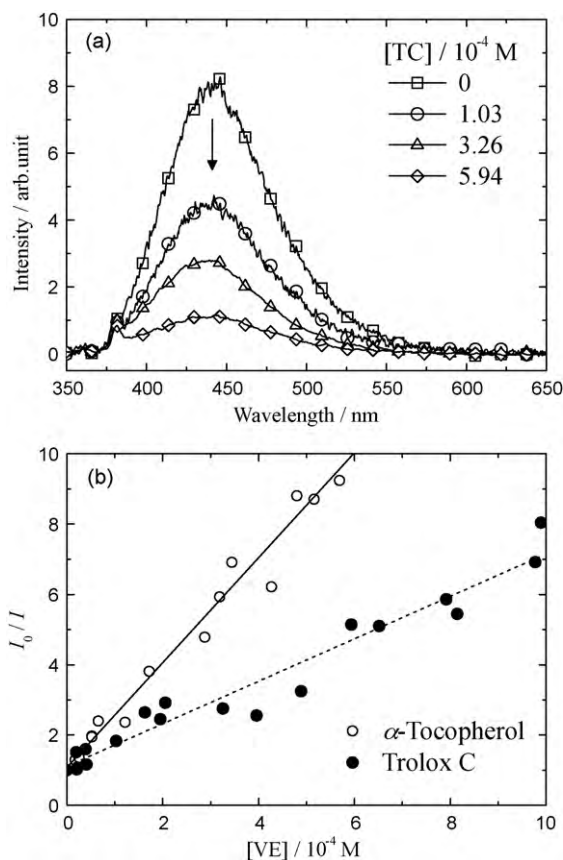 (a)
[TC] / 10⁻⁴ M
0
1.03
3.26
5.94
Intensity / arb.unit
8
6
4
2
0
350 400 450 500 550 600 650
Wavelength / nm
(b)
I₀ / I
10
8
6
4
2
0
α-Tocopherol
Trolox C
0 2 4 6 8 10
[VE] / 10⁻⁴ M